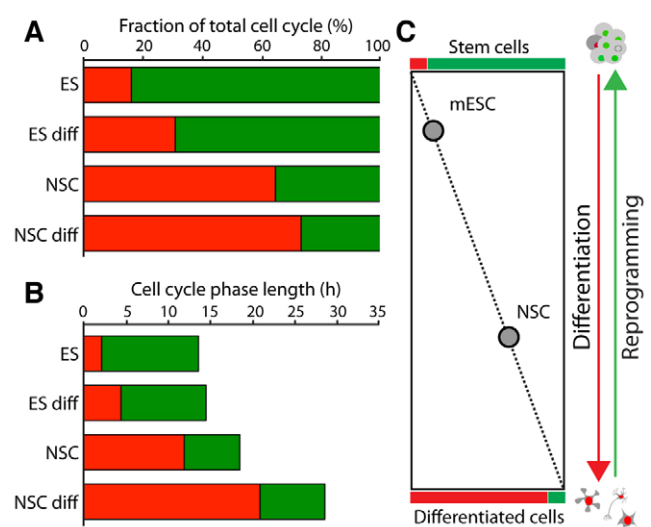 A
Fraction of total cell cycle (%)
0 20 40 60 80 100
ES
ES diff
NSC
NSC diff
B
Cell cycle phase length (h)
0 5 10 15 20 25 30 35
ES
ES diff
NSC
NSC diff
C
Stem cells
mESC
NSC
Differentiated cells
Differentiation
Reprogramming